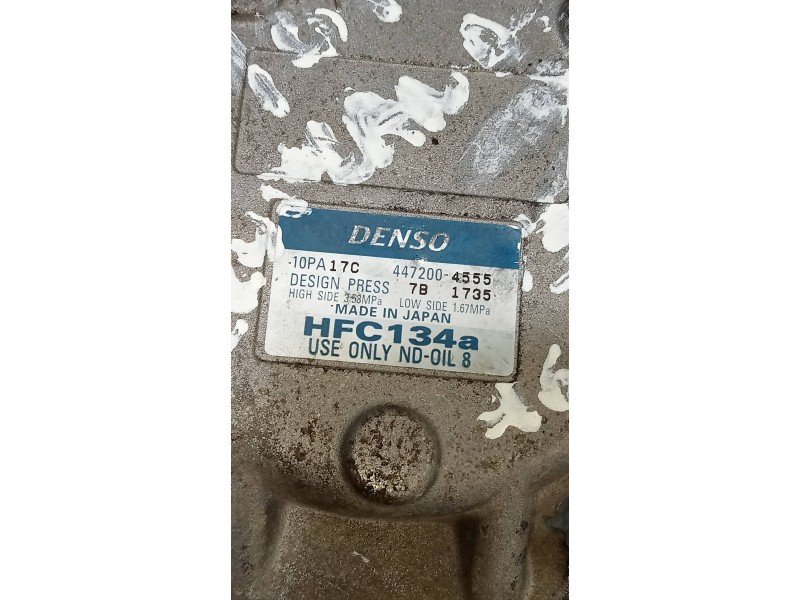 DENSO
10PA17C 447200-4555
DESIGN PRESS 7B 1735
HIGH SIDE 3.53MPa LOW SIDE 1.67MPa
MADE IN JAPAN
HFC134a
USE ONLY ND-OIL 8